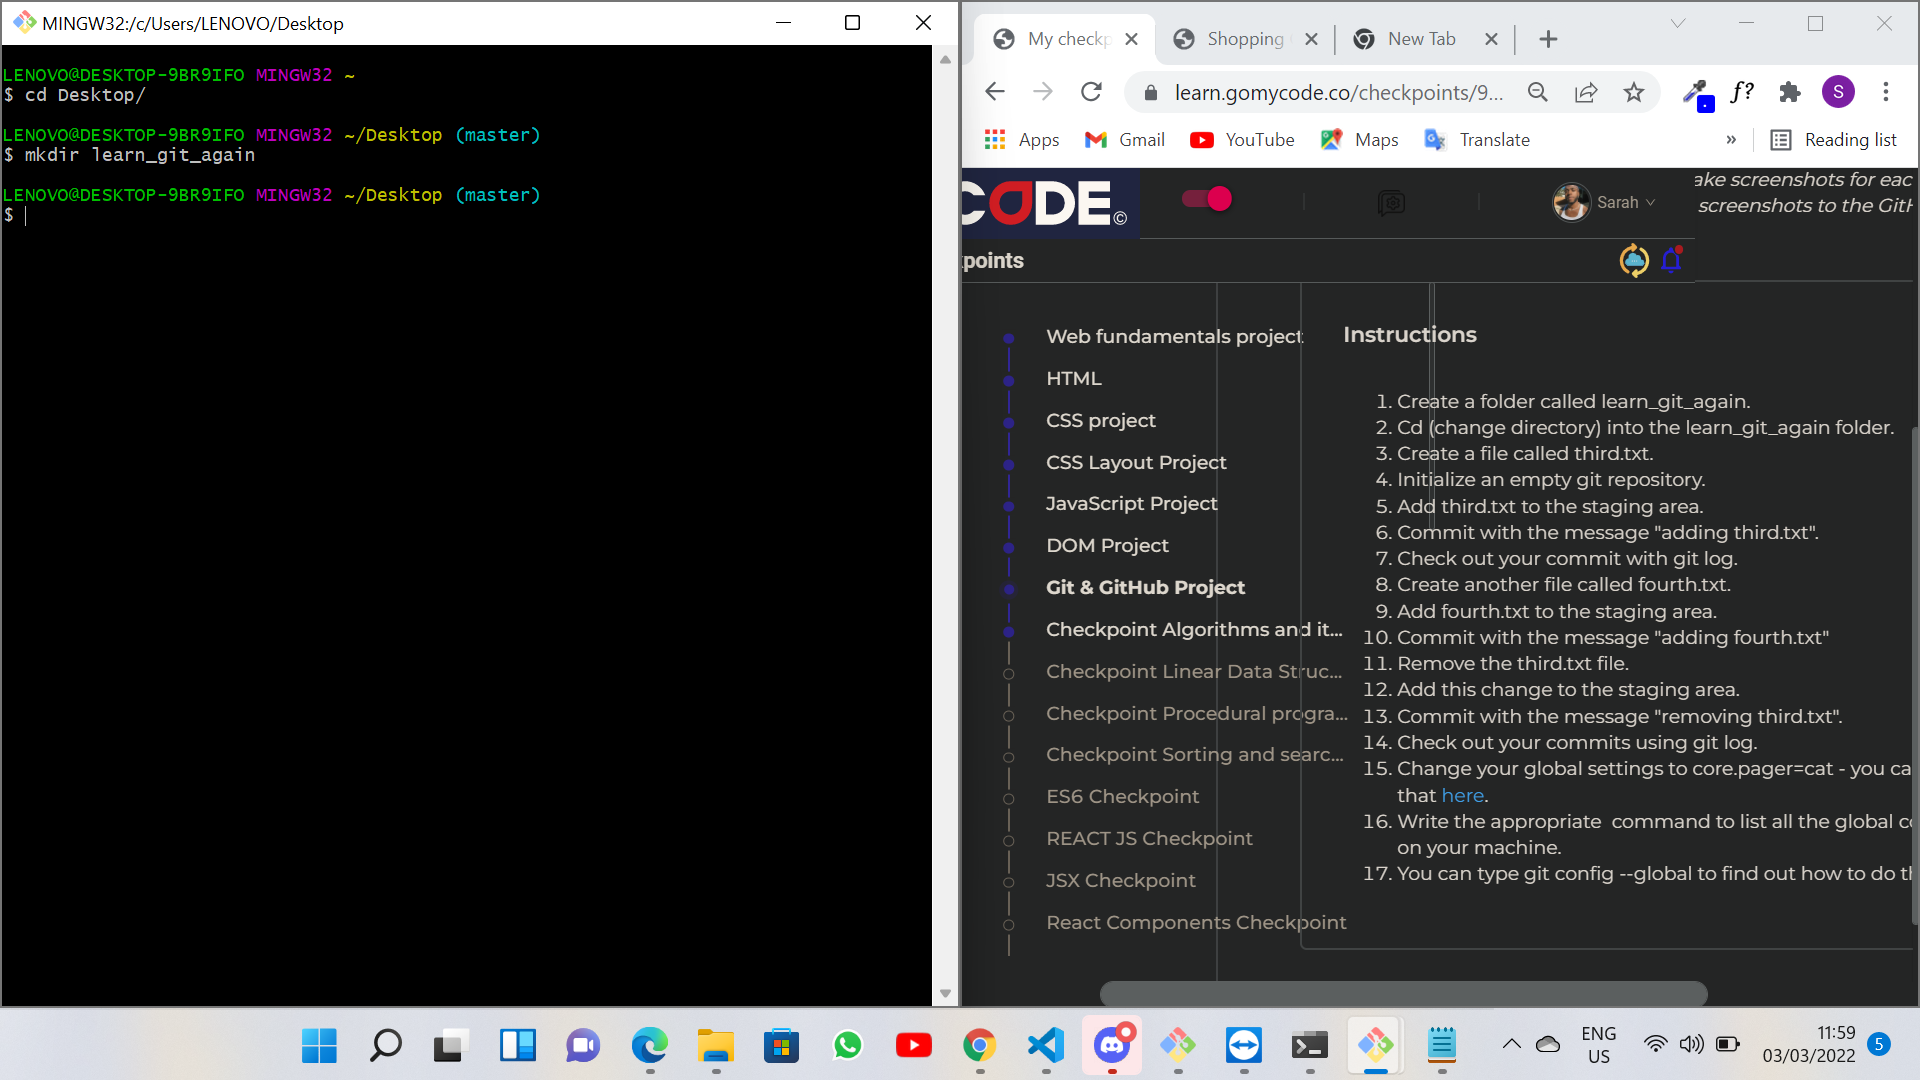 MINGW32:/c/Users/LENOVO/Desktop
LENOVO@DESKTOP-9BR9IFO MINGW32 ~
$ cd Desktop/
LENOVO@DESKTOP-9BR9IFO MINGW32 ~/Desktop (master)
$ mkdir learn_git_again
LENOVO@DESKTOP-9BR9IFO MINGW32 ~/Desktop (master)
$
My checkp
Shopping
New Tab
learn.gomycode.co/checkpoints/9...
f?
S
Apps
Gmail
YouTube
Maps
Translate
»
Reading list
CODE©
Sarah
ake screenshots for eac
screenshots to the GitH
kpoints
Web fundamentals project
HTML
CSS project
CSS Layout Project
JavaScript Project
DOM Project
Git & GitHub Project
Checkpoint Algorithms and it...
Checkpoint Linear Data Struc...
Checkpoint Procedural progra...
Checkpoint Sorting and searc...
ES6 Checkpoint
REACT JS Checkpoint
JSX Checkpoint
React Components Checkpoint
Instructions
1. Create a folder called learn_git_again.
2. Cd (change directory) into the learn_git_again folder.
3. Create a file called third.txt.
4. Initialize an empty git repository.
5. Add third.txt to the staging area.
6. Commit with the message "adding third.txt".
7. Check out your commit with git log.
8. Create another file called fourth.txt.
9. Add fourth.txt to the staging area.
10. Commit with the message "adding fourth.txt"
11. Remove the third.txt file.
12. Add this change to the staging area.
13. Commit with the message "removing third.txt".
14. Check out your commits using git log.
15. Change your global settings to core.pager=cat - you ca
that here.
16. Write the appropriate command to list all the global co
on your machine.
17. You can type git config --global to find out how to do th
ENG
US
11:59
03/03/2022
5